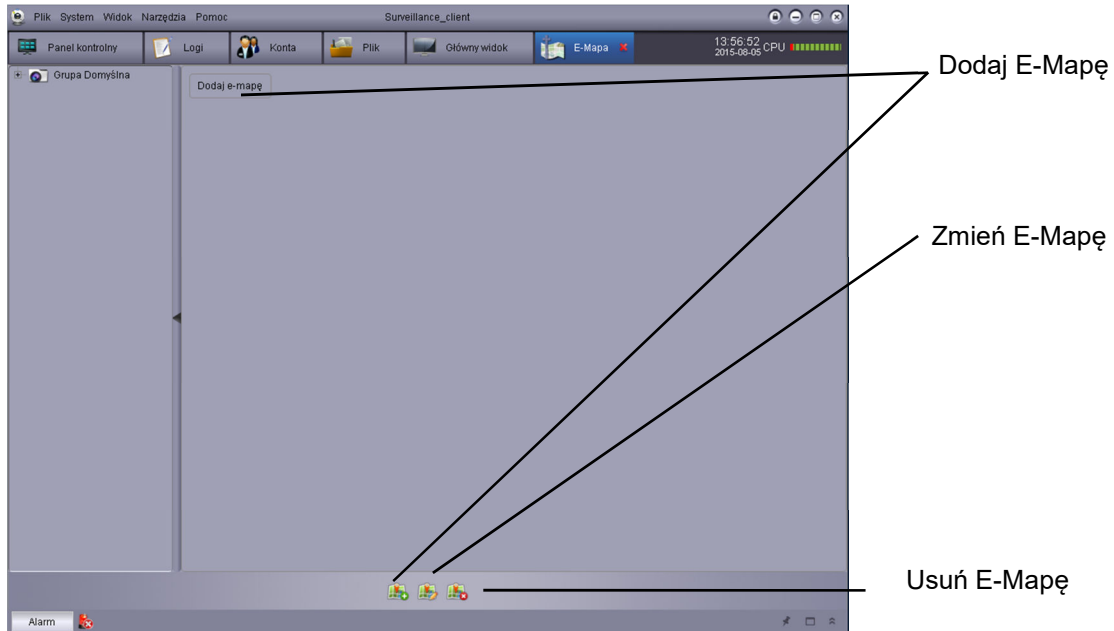 Plik System Widok Narzędzia Pomoc Surveillance_client
Panel kontrolny Logi Konta Plik Główny widok E-Mapa 13:56:52 2015-08-05 CPU
Grupa Domyślna
Dodaj e-mapę
Dodaj E-Mapę
Zmień E-Mapę
Usuń E-Mapę
Alarm